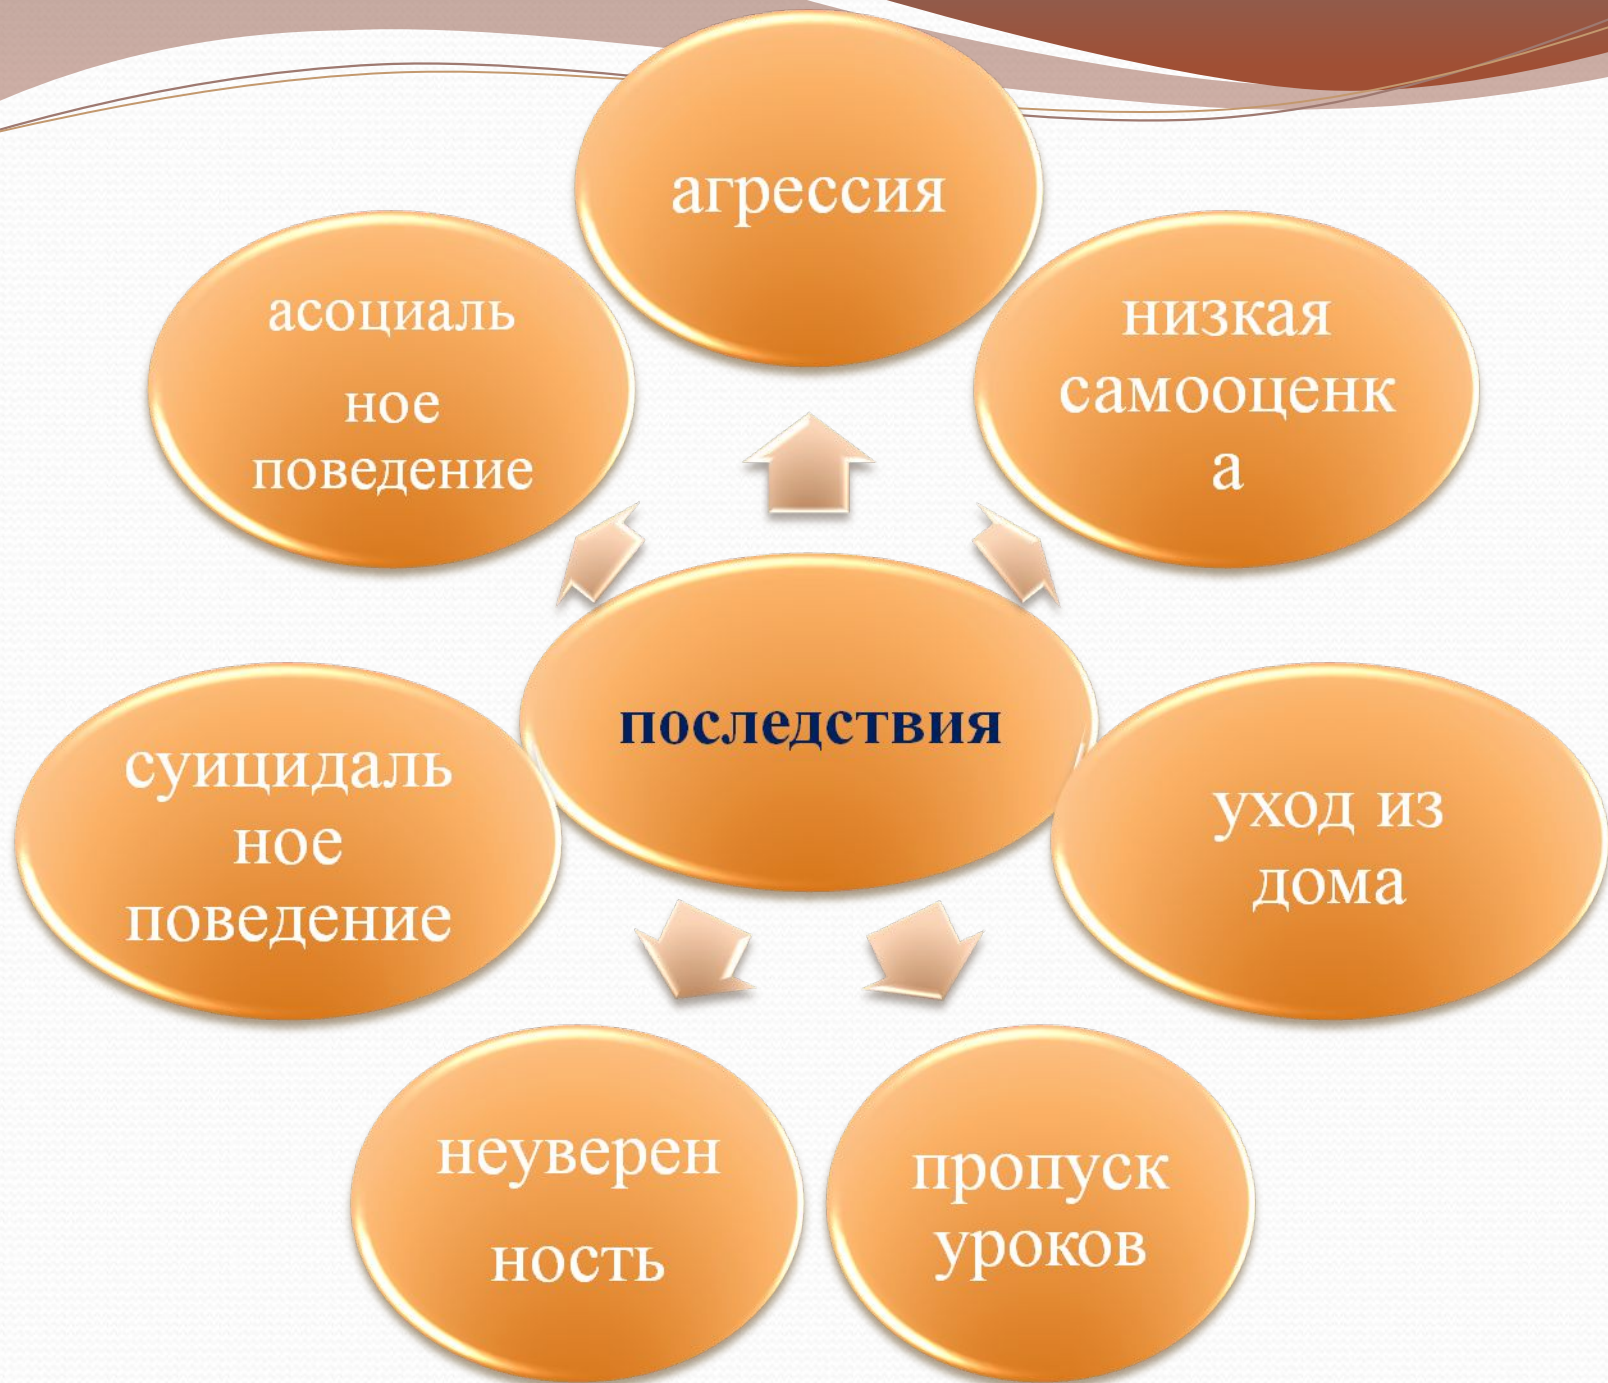 агрессия
низкая
самооценк
а
уход из
дома
пропуск
уроков
неуверен
ность
суицидаль
ное
поведение
асоциаль
ное
поведение
последствия